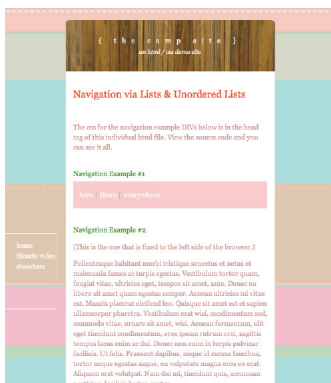 { the camp site }
an html / css demo site
Navigation via Lists & Unordered Lists
The css for the navigation example DIVs below is in the head
tag of this individual html file. View the source code and you
can see it all.
Navigation Example #1
here | there | everywhere
Navigation Example #2
(This is the one that is fixed to the left side of the browser.)
home
Blondie video
elsewhere
Pellentesque habitant morbi tristique senectus et netus et
malesuada fames ac turpis egestas. Vestibulum tortor quam,
feugiat vitae, ultricies eget, tempor sit amet, ante. Donec eu
libero sit amet quam egestas semper. Aenean ultricies mi vitae
est. Mauris placerat eleifend leo. Quisque sit amet est et sapien
ullamcorper pharetra. Vestibulum erat wisi, condimentum sed,
commodo vitae, ornare sit amet, wisi. Aenean fermentum, elit
eget tincidunt condimentum, eros ipsum rutrum orci, sagittis
tempus lacus enim ac dui. Donec non enim in turpis pulvinar
facilisis. Ut felis. Praesent dapibus, neque id cursus faucibus,
tortor neque egestas augue, eu vulputate magna eros eu erat.
Aliquam erat volutpat. Nam dui mi, tincidunt quis, accumsan